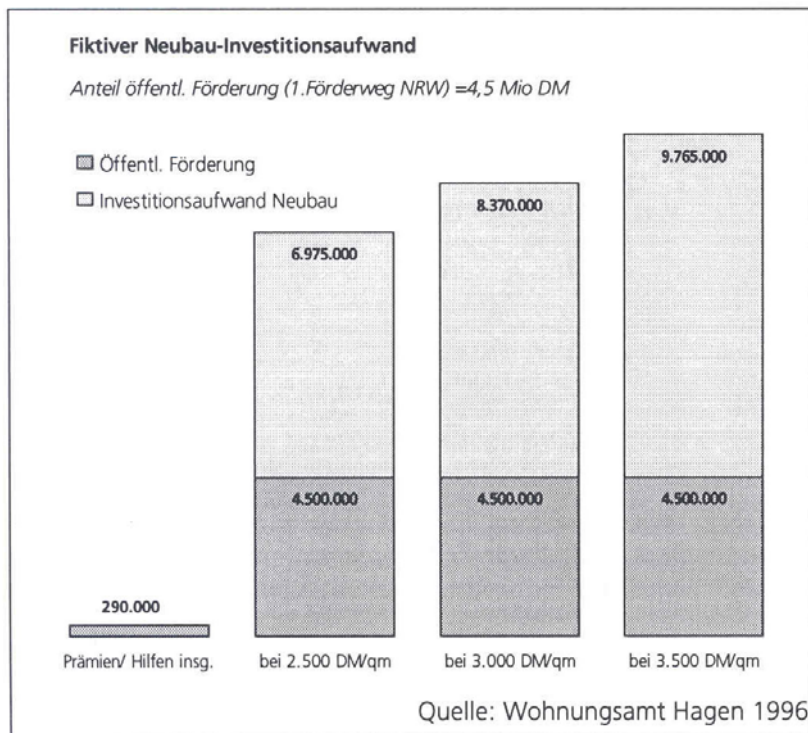 Fiktiver Neubau-Investitionsaufwand
Anteil öffentl. Förderung (1.Förderweg NRW) =4,5 Mio DM
Öffentl. Förderung
Investitionsaufwand Neubau
9.765.000
8.370.000
6.975.000
4.500.000 4.500.000 4.500.000
290.000
Prämien/ Hilfen insg. bei 2.500 DM/qm bei 3.000 DM/qm bei 3.500 DM/qm
Quelle: Wohnungsamt Hagen 1996